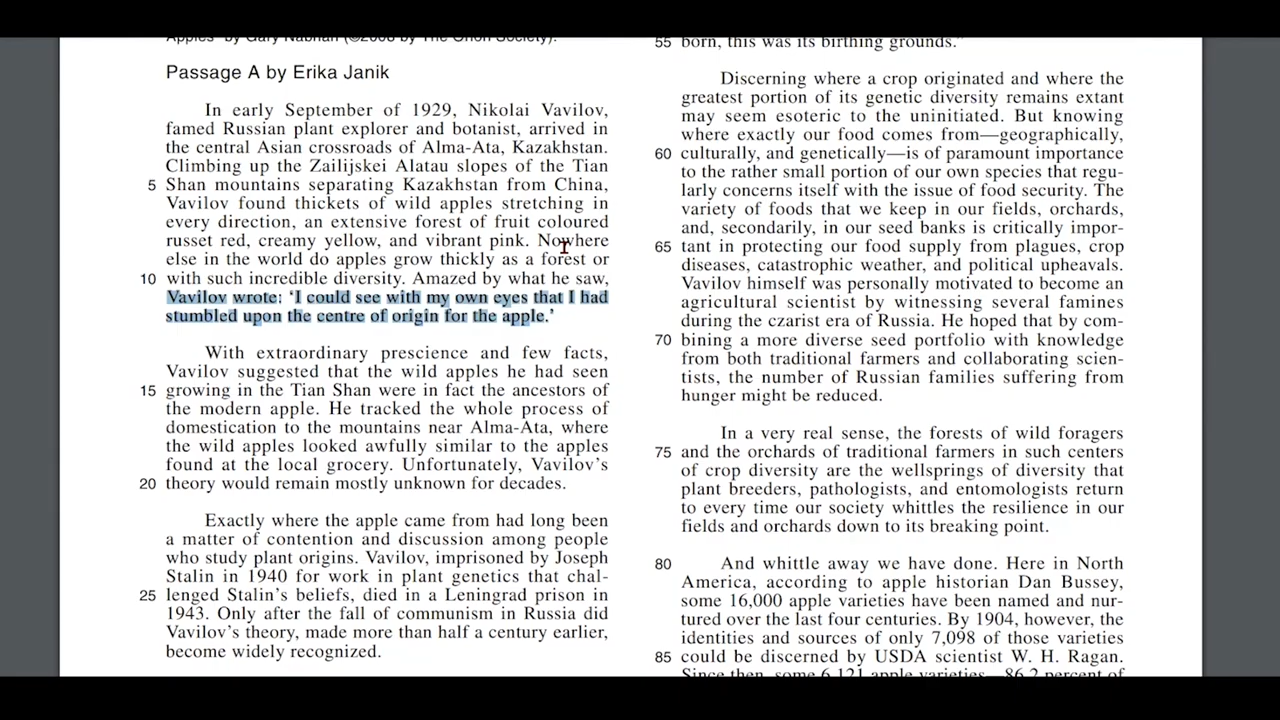 Apples" by Gary Nabhan (©2008 by The Orion Society).
Passage A by Erika Janik
In early September of 1929, Nikolai Vavilov,
famed Russian plant explorer and botanist, arrived in
the central Asian crossroads of Alma-Ata, Kazakhstan.
Climbing up the Zailijskei Alatau slopes of the Tian
5 Shan mountains separating Kazakhstan from China,
Vavilov found thickets of wild apples stretching in
every direction, an extensive forest of fruit coloured
russet red, creamy yellow, and vibrant pink. Nowhere
else in the world do apples grow thickly as a forest or
10 with such incredible diversity. Amazed by what he saw,
Vavilov wrote: ‘I could see with my own eyes that I had
stumbled upon the centre of origin for the apple.’
With extraordinary prescience and few facts,
Vavilov suggested that the wild apples he had seen
15 growing in the Tian Shan were in fact the ancestors of
the modern apple. He tracked the whole process of
domestication to the mountains near Alma-Ata, where
the wild apples looked awfully similar to the apples
found at the local grocery. Unfortunately, Vavilov’s
20 theory would remain mostly unknown for decades.
Exactly where the apple came from had long been
a matter of contention and discussion among people
who study plant origins. Vavilov, imprisoned by Joseph
Stalin in 1940 for work in plant genetics that chal-
25 lenged Stalin’s beliefs, died in a Leningrad prison in
1943. Only after the fall of communism in Russia did
Vavilov’s theory, made more than half a century earlier,
become widely recognized.
55 born, this was its birthing grounds.”
Discerning where a crop originated and where the
greatest portion of its genetic diversity remains extant
may seem esoteric to the uninitiated. But knowing
where exactly our food comes from—geographically,
60 culturally, and genetically—is of paramount importance
to the rather small portion of our own species that regu-
larly concerns itself with the issue of food security. The
variety of foods that we keep in our fields, orchards,
and, secondarily, in our seed banks is critically impor-
65 tant in protecting our food supply from plagues, crop
diseases, catastrophic weather, and political upheavals.
Vavilov himself was personally motivated to become an
agricultural scientist by witnessing several famines
during the czarist era of Russia. He hoped that by com-
70 bining a more diverse seed portfolio with knowledge
from both traditional farmers and collaborating scien-
tists, the number of Russian families suffering from
hunger might be reduced.
In a very real sense, the forests of wild foragers
75 and the orchards of traditional farmers in such centers
of crop diversity are the wellsprings of diversity that
plant breeders, pathologists, and entomologists return
to every time our society whittles the resilience in our
fields and orchards down to its breaking point.
80 And whittle away we have done. Here in North
America, according to apple historian Dan Bussey,
some 16,000 apple varieties have been named and nur-
tured over the last four centuries. By 1904, however, the
identities and sources of only 7,098 of those varieties
85 could be discerned by USDA scientist W. H. Ragan.
Since then, some 6,121 apple varieties—86.2 percent of